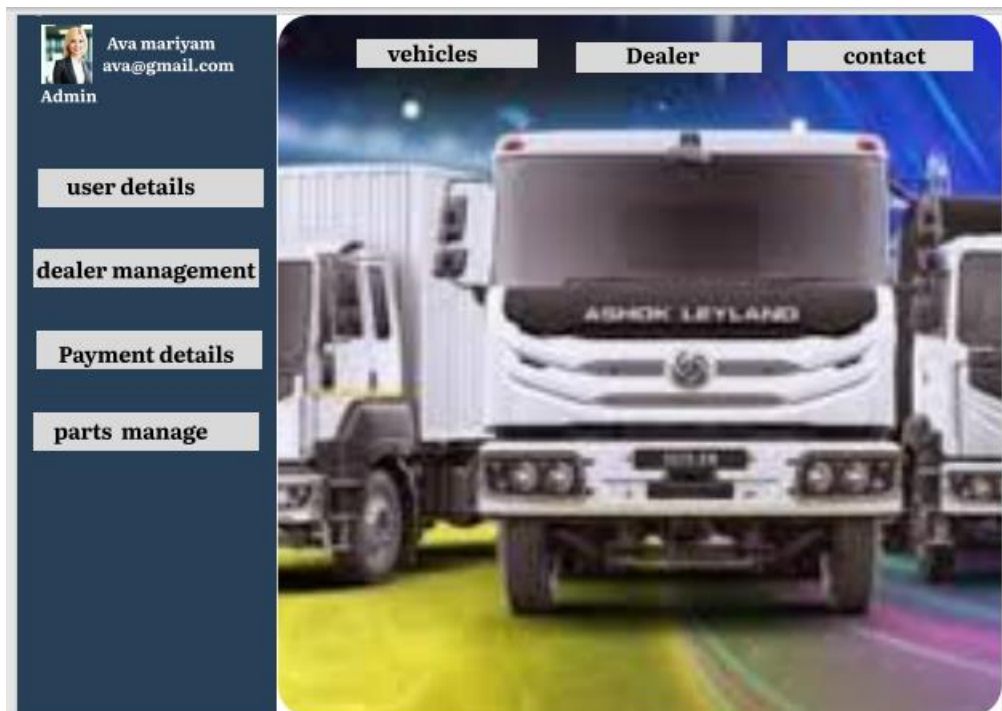 Ava mariyam
ava@gmail.com
Admin
vehicles
Dealer
contact
user details
dealer management
Payment details
parts manage
ASHOK LEYLAND